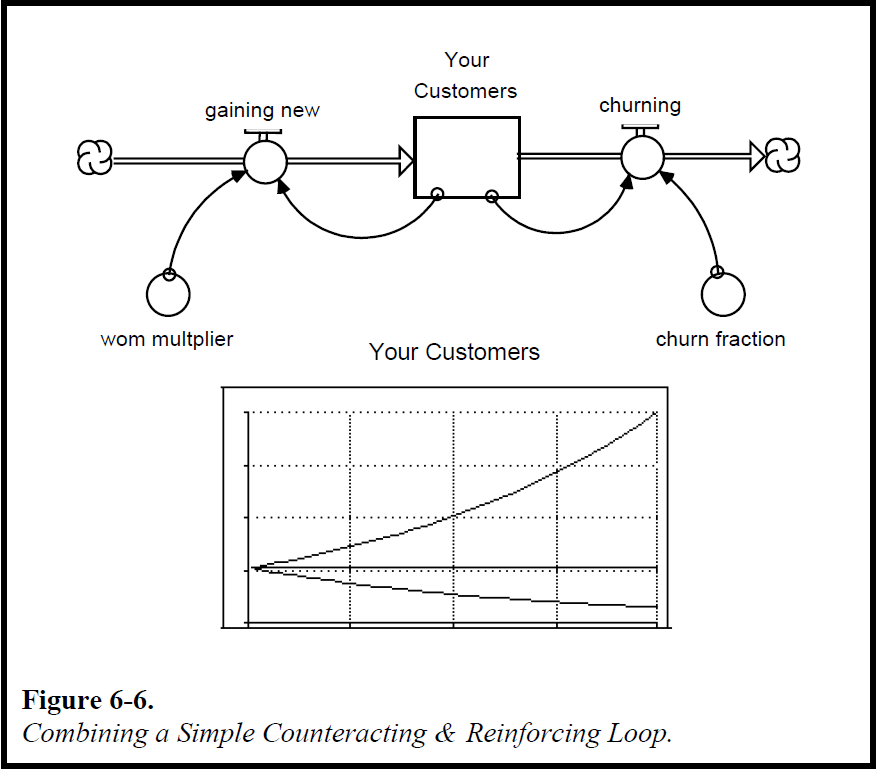 Your
Customers
gaining new
churning
wom multplier
churn fraction
Your Customers
Figure 6-6.
Combining a Simple Counteracting & Reinforcing Loop.